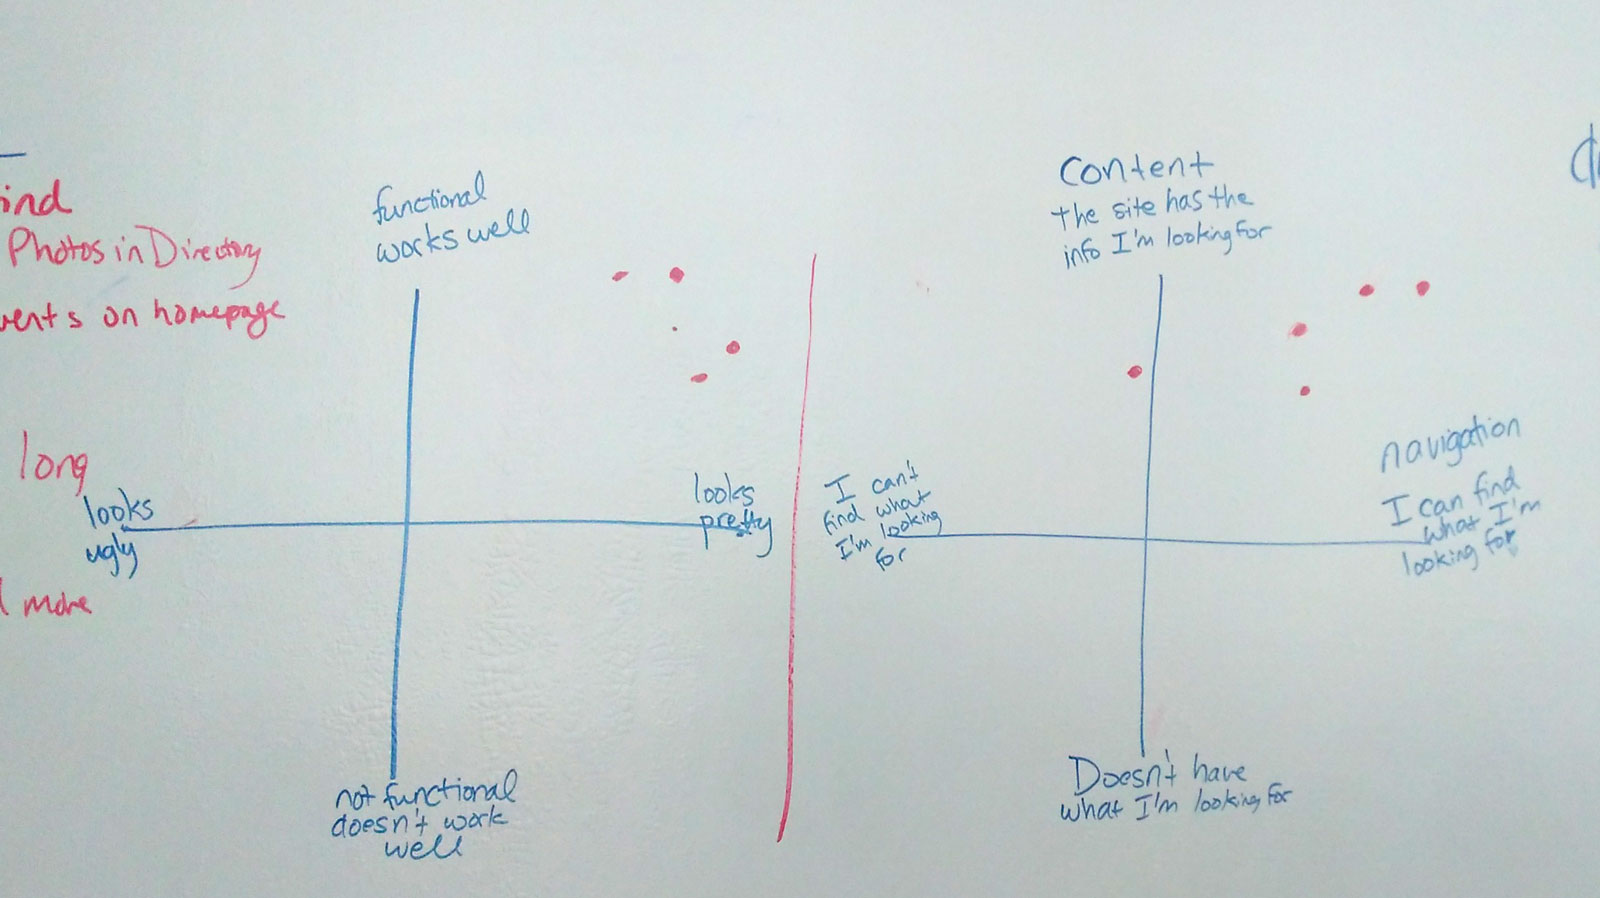 ind
Photos in Directory
vents on homepage
long
more
functional
works well
looks
ugly
looks
pretty
not functional
doesn't work
well
Content
the site has the
info I'm looking for
I can't
find what
I'm looking
for
navigation
I can find
what I'm
looking for
Doesn't have
what I'm looking for